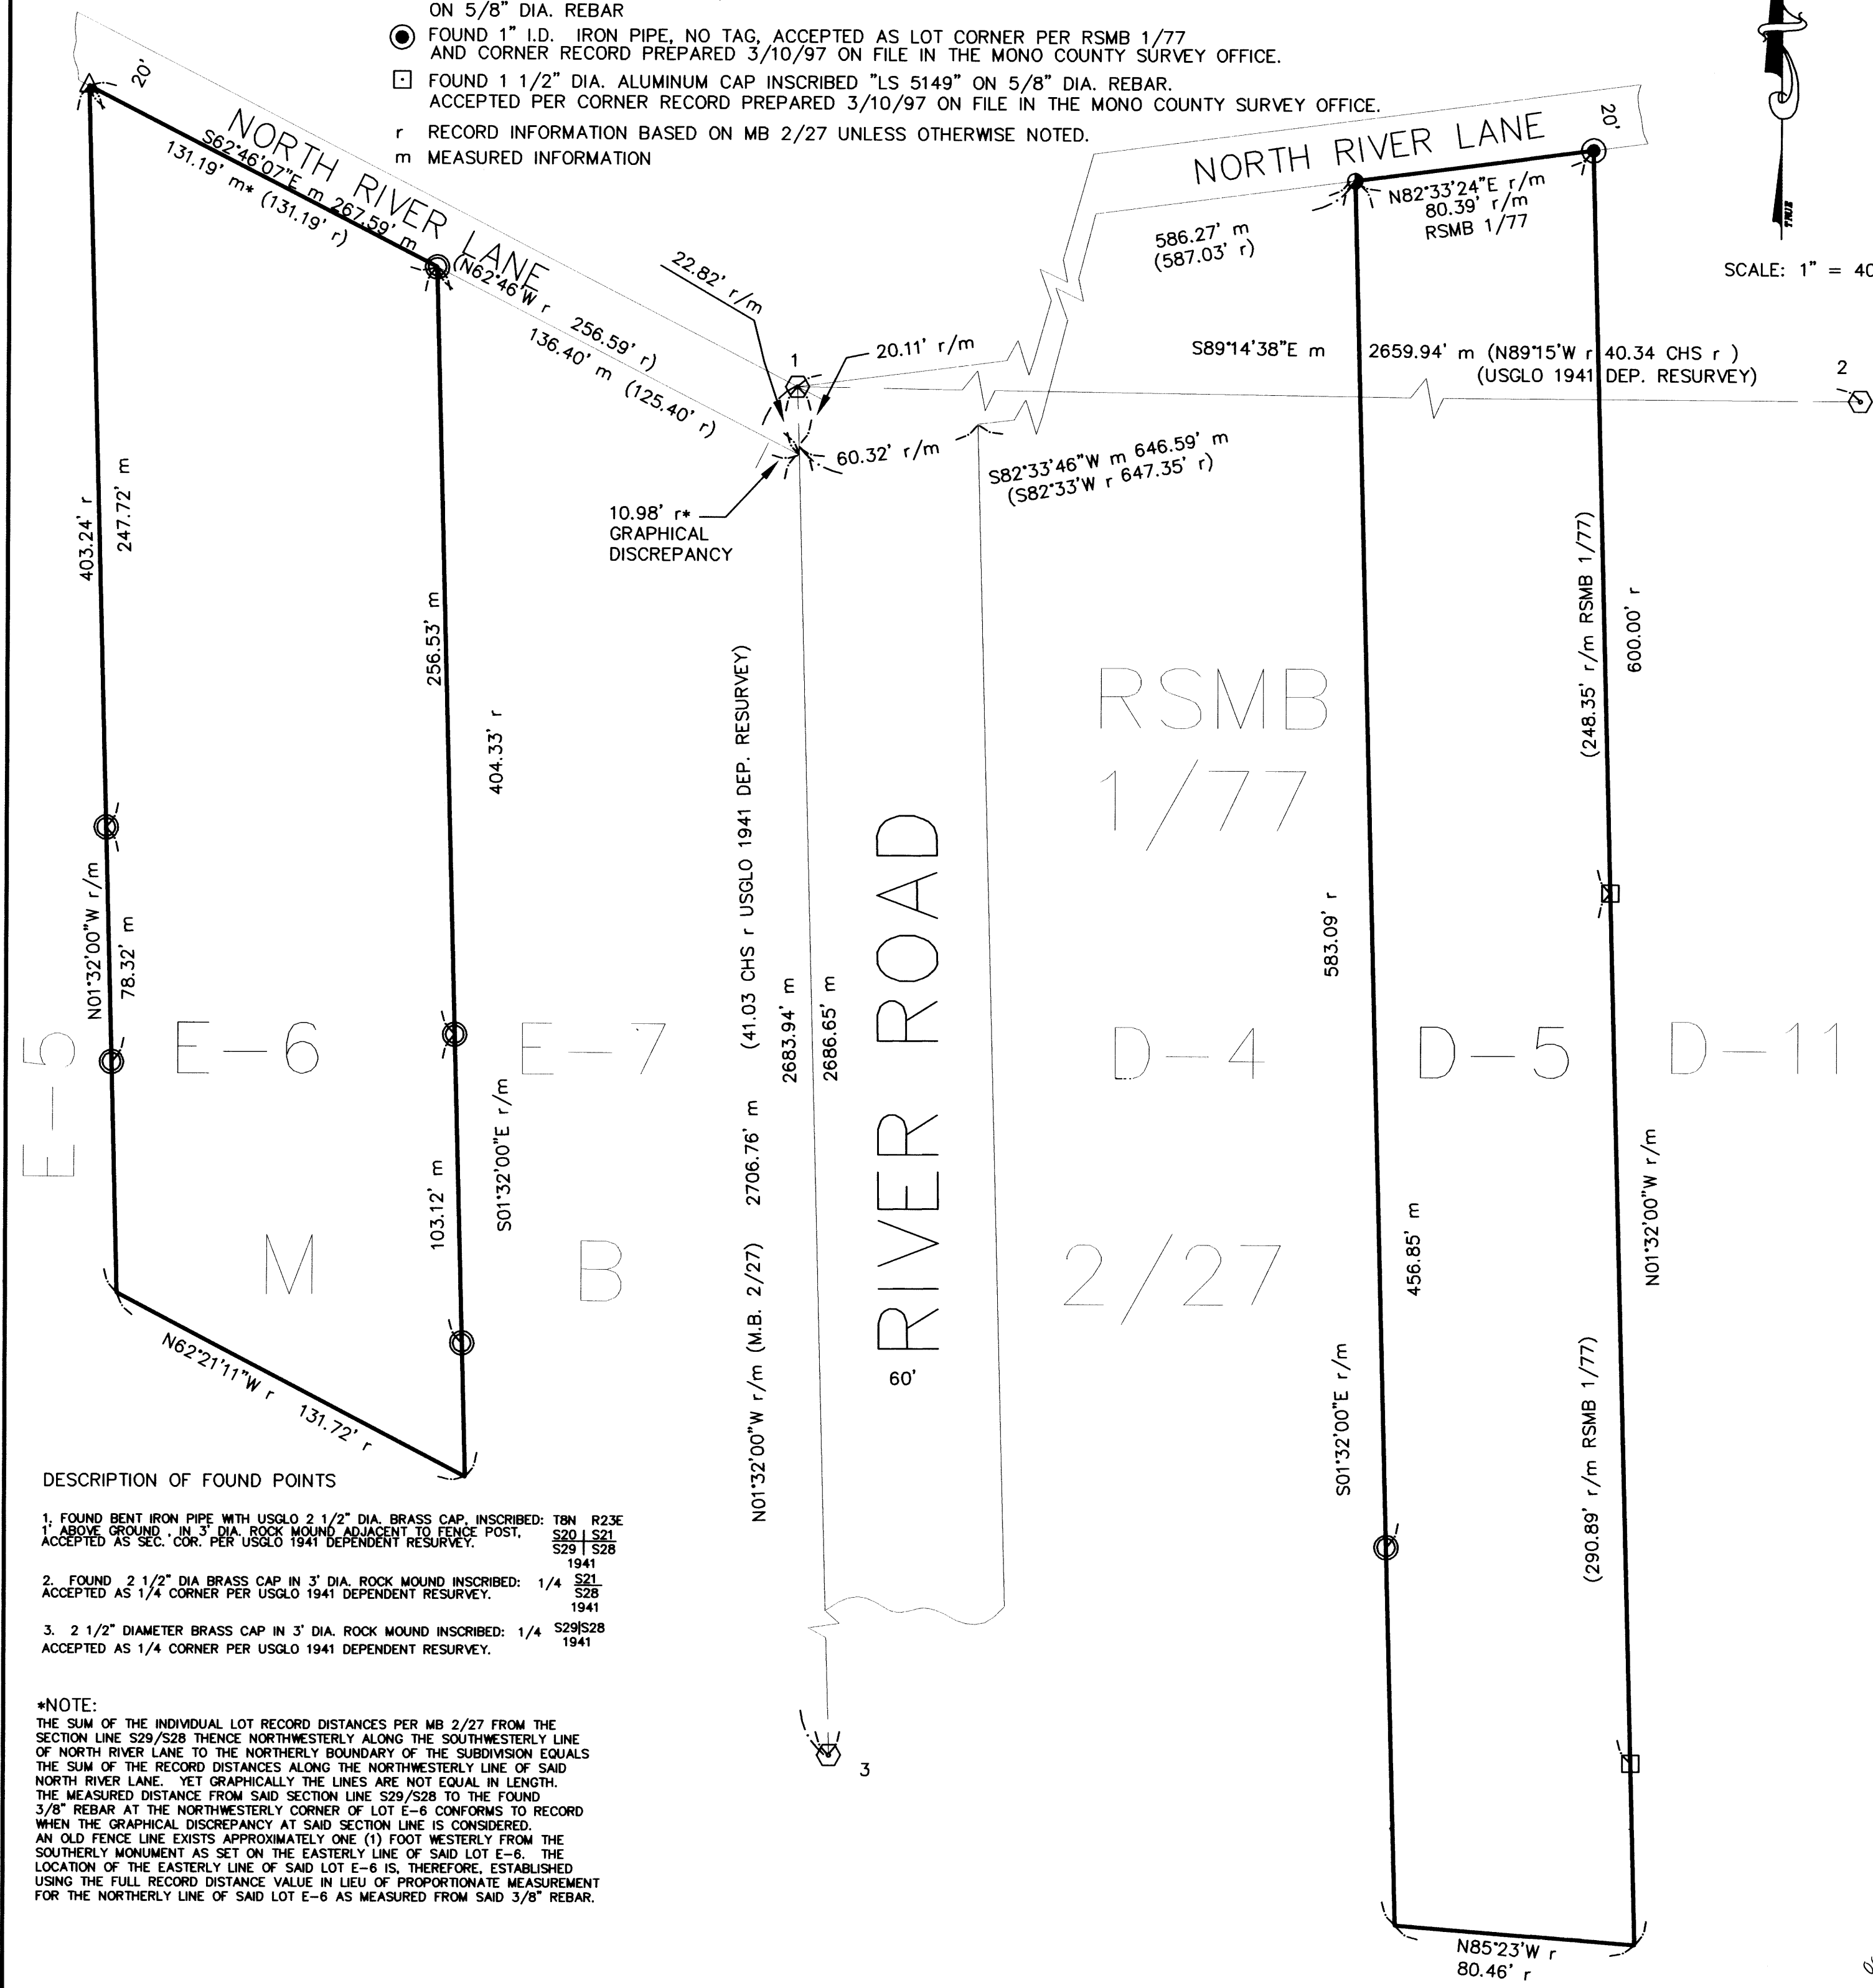 ON 5/8" DIA. REBAR
FOUND 1" I.D. IRON PIPE, NO TAG, ACCEPTED AS LOT CORNER PER RSMB 1/77
AND CORNER RECORD PREPARED 3/10/97 ON FILE IN THE MONO COUNTY SURVEY OFFICE.
FOUND 1 1/2" DIA. ALUMINUM CAP INSCRIBED "LS 5149" ON 5/8" DIA. REBAR.
ACCEPTED PER CORNER RECORD PREPARED 3/10/97 ON FILE IN THE MONO COUNTY SURVEY OFFICE.
r RECORD INFORMATION BASED ON MB 2/27 UNLESS OTHERWISE NOTED.
m MEASURED INFORMATION
20'
NORTH RIVER LANE
S62°46'07"E m 267.59' m
131.19' m* (131.19' r)
(N62°46'W r 256.59' r)
136.40' m (125.40' r)
22.82' r/m
1
20.11' r/m
60.32' r/m
10.98' r*
GRAPHICAL
DISCREPANCY
NORTH RIVER LANE
20'
N82°33'24"E r/m
80.39' r/m
RSMB 1/77
586.27' m
(587.03' r)
TRUE
SCALE: 1" = 40
S89°14'38"E m 2659.94' m (N89°15'W r 40.34 CHS r )
(USGLO 1941 DEP. RESURVEY)
2
S82°33'46"W m 646.59' m
(S82°33'W r 647.35' r)
403.24' r
247.72' m
256.53' m
404.33' r
N01°32'00"W r/m
78.32' m
103.12' m
S01°32'00"E r/m
E-5
E-6
E-7
M
B
N62°21'11"W r 131.72' r
N01°32'00"W r/m (M.B. 2/27) 2706.76' m (41.03 CHS r USGLO 1941 DEP. RESURVEY)
2683.94' m
2686.65' m
RIVER ROAD
60'
RSMB
1/77
D-4
D-5
D-11
2/27
583.09' r
456.85' m
S01°32'00"E r/m
(248.35' r/m RSMB 1/77)
600.00' r
N01°32'00"W r/m
(290.89' r/m RSMB 1/77)
N85°23'W r
80.46' r
3
DESCRIPTION OF FOUND POINTS
1. FOUND BENT IRON PIPE WITH USGLO 2 1/2" DIA. BRASS CAP, INSCRIBED: T8N R23E
1' ABOVE GROUND , IN 3' DIA. ROCK MOUND ADJACENT TO FENCE POST, S20 | S21
ACCEPTED AS SEC. COR. PER USGLO 1941 DEPENDENT RESURVEY. S29 | S28
1941
2. FOUND 2 1/2" DIA BRASS CAP IN 3' DIA. ROCK MOUND INSCRIBED: 1/4 S21
ACCEPTED AS 1/4 CORNER PER USGLO 1941 DEPENDENT RESURVEY. S28
1941
3. 2 1/2" DIAMETER BRASS CAP IN 3' DIA. ROCK MOUND INSCRIBED: 1/4 S29|S28
ACCEPTED AS 1/4 CORNER PER USGLO 1941 DEPENDENT RESURVEY. 1941
*NOTE:
THE SUM OF THE INDIVIDUAL LOT RECORD DISTANCES PER MB 2/27 FROM THE
SECTION LINE S29/S28 THENCE NORTHWESTERLY ALONG THE SOUTHWESTERLY LINE
OF NORTH RIVER LANE TO THE NORTHERLY BOUNDARY OF THE SUBDIVISION EQUALS
THE SUM OF THE RECORD DISTANCES ALONG THE NORTHWESTERLY LINE OF SAID
NORTH RIVER LANE. YET GRAPHICALLY THE LINES ARE NOT EQUAL IN LENGTH.
THE MEASURED DISTANCE FROM SAID SECTION LINE S29/S28 TO THE FOUND
3/8" REBAR AT THE NORTHWESTERLY CORNER OF LOT E-6 CONFORMS TO RECORD
WHEN THE GRAPHICAL DISCREPANCY AT SAID SECTION LINE IS CONSIDERED.
AN OLD FENCE LINE EXISTS APPROXIMATELY ONE (1) FOOT WESTERLY FROM THE
SOUTHERLY MONUMENT AS SET ON THE EASTERLY LINE OF SAID LOT E-6. THE
LOCATION OF THE EASTERLY LINE OF SAID LOT E-6 IS, THEREFORE, ESTABLISHED
USING THE FULL RECORD DISTANCE VALUE IN LIEU OF PROPORTIONATE MEASUREMENT
FOR THE NORTHERLY LINE OF SAID LOT E-6 AS MEASURED FROM SAID 3/8" REBAR.